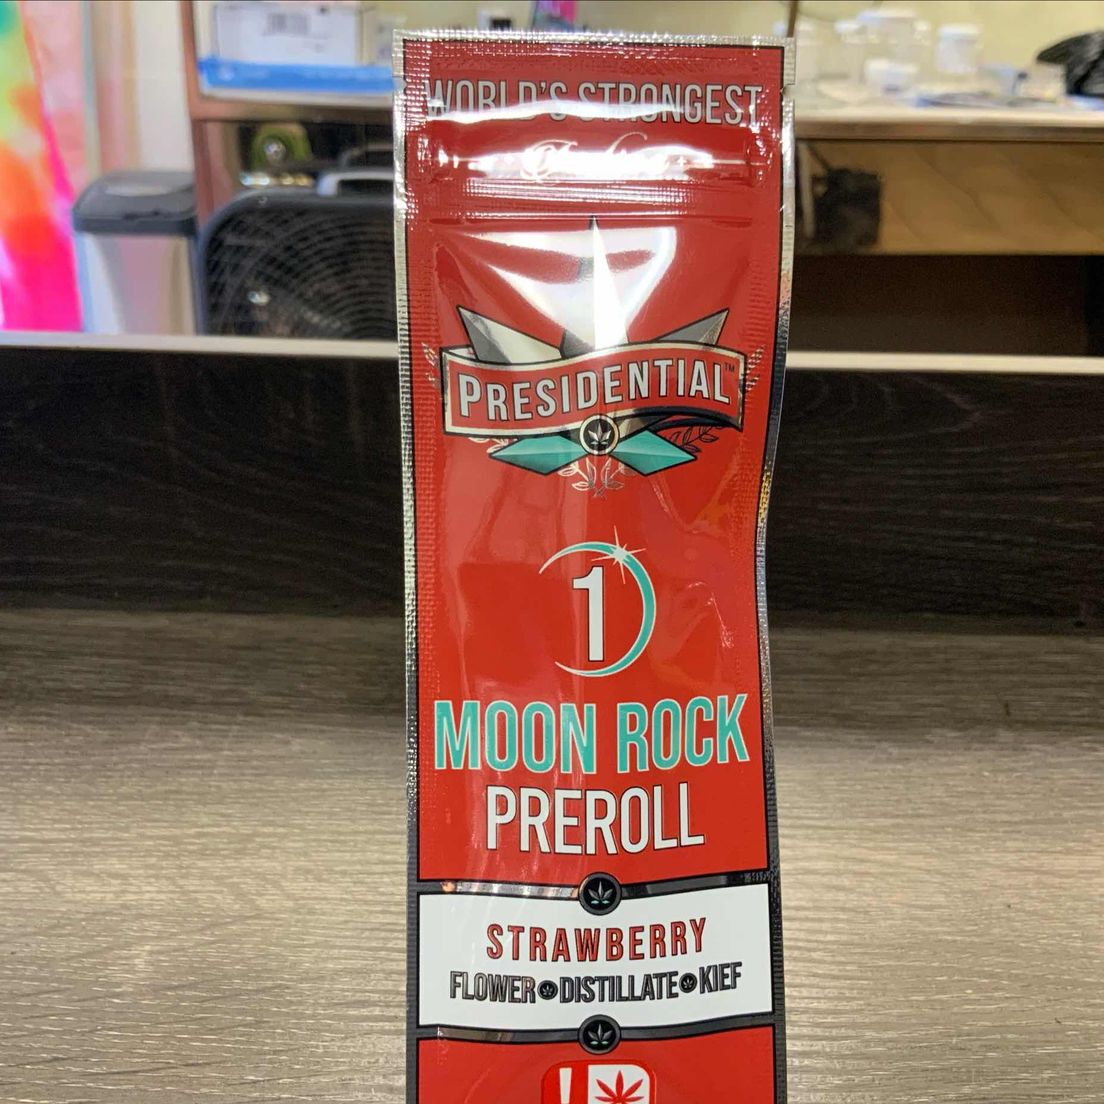 WORLD'S STRONGEST
PRESIDENTIAL™
1
MOON ROCK
PREROLL
STRAWBERRY
FLOWER DISTILLATE KIEF
!